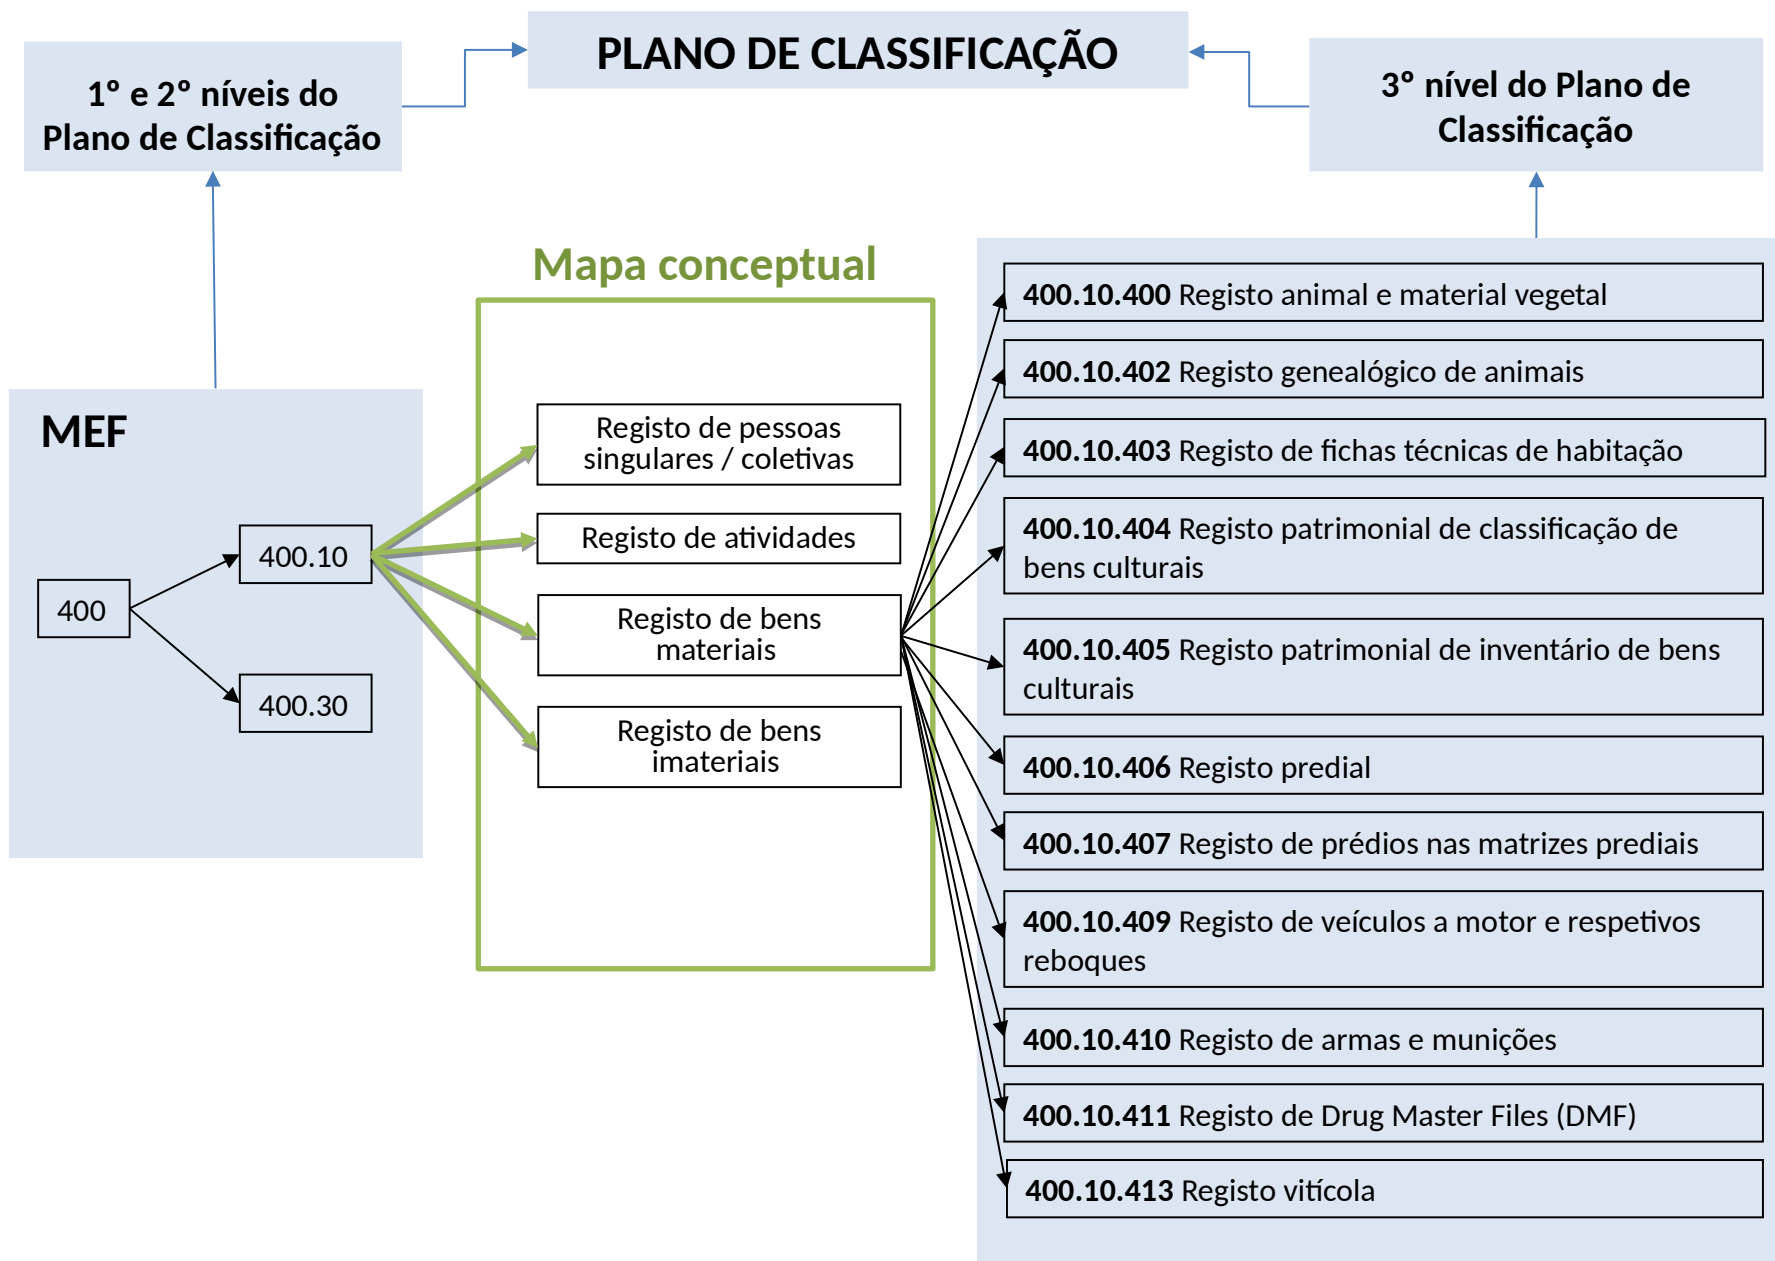 PLANO DE CLASSIFICAÇÃO
1º e 2º níveis do
Plano de Classificação
3º nível do Plano de
Classificação
MEF
400
400.10
400.30
Mapa conceptual
Registo de pessoas
singulares / coletivas
Registo de atividades
Registo de bens
materiais
Registo de bens
imateriais
400.10.400 Registo animal e material vegetal
400.10.402 Registo genealógico de animais
400.10.403 Registo de fichas técnicas de habitação
400.10.404 Registo patrimonial de classificação de
bens culturais
400.10.405 Registo patrimonial de inventário de bens
culturais
400.10.406 Registo predial
400.10.407 Registo de prédios nas matrizes prediais
400.10.409 Registo de veículos a motor e respetivos
reboques
400.10.410 Registo de armas e munições
400.10.411 Registo de Drug Master Files (DMF)
400.10.413 Registo vitícola